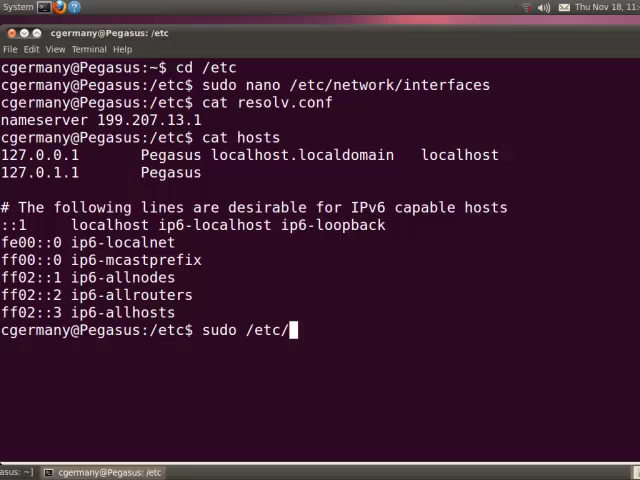 System Thu Nov 18, 11:
cgermany@Pegasus: /etc
File Edit View Terminal Help
cgermany@Pegasus:~$ cd /etc
cgermany@Pegasus:/etc$ sudo nano /etc/network/interfaces
cgermany@Pegasus:/etc$ cat resolv.conf
nameserver 199.207.13.1
cgermany@Pegasus:/etc$ cat hosts
127.0.0.1 Pegasus localhost.localdomain localhost
127.0.1.1 Pegasus
# The following lines are desirable for IPv6 capable hosts
::1 localhost ip6-localhost ip6-loopback
fe00::0 ip6-localnet
ff00::0 ip6-mcastprefix
ff02::1 ip6-allnodes
ff02::2 ip6-allrouters
ff02::3 ip6-allhosts
cgermany@Pegasus:/etc$ sudo /etc/
asus: ~] cgermany@Pegasus: /etc